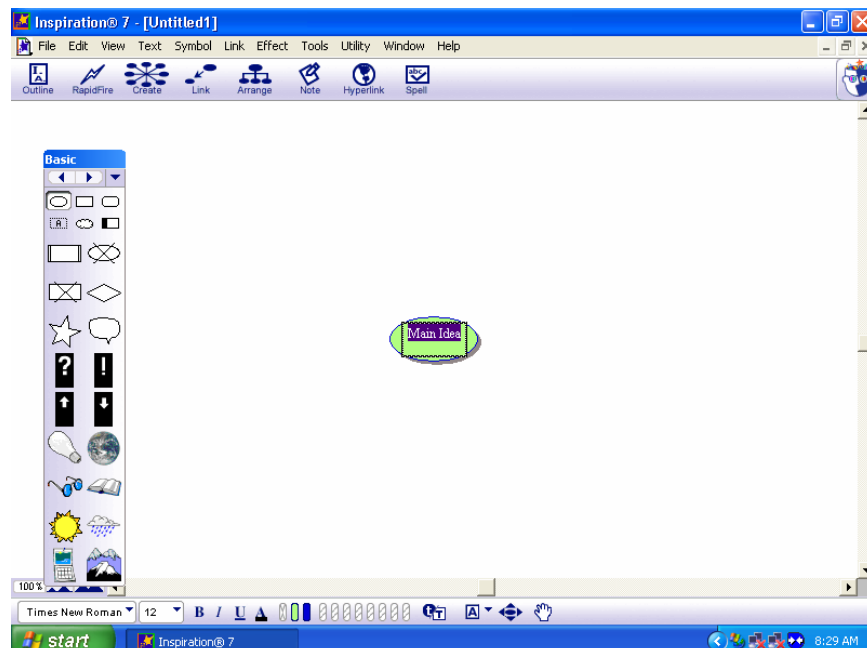 Inspiration® 7 - [Untitled1]
File Edit View Text Symbol Link Effect Tools Utility Window Help
Outline RapidFire Create Link Arrange Note Hyperlink Spell
Basic
A
Main Idea
?
!
100%
Times New Roman 12 B I U A A
start Inspiration® 7 8:29 AM